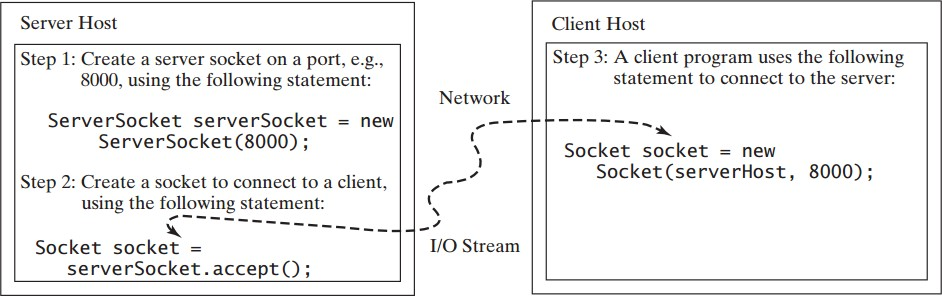 Server Host
Step 1: Create a server socket on a port, e.g.,
8000, using the following statement:
ServerSocket serverSocket = new
ServerSocket(8000);
Step 2: Create a socket to connect to a client,
using the following statement:
Socket socket =
serverSocket.accept();
Network
I/O Stream
Client Host
Step 3: A client program uses the following
statement to connect to the server:
Socket socket = new
Socket(serverHost, 8000);